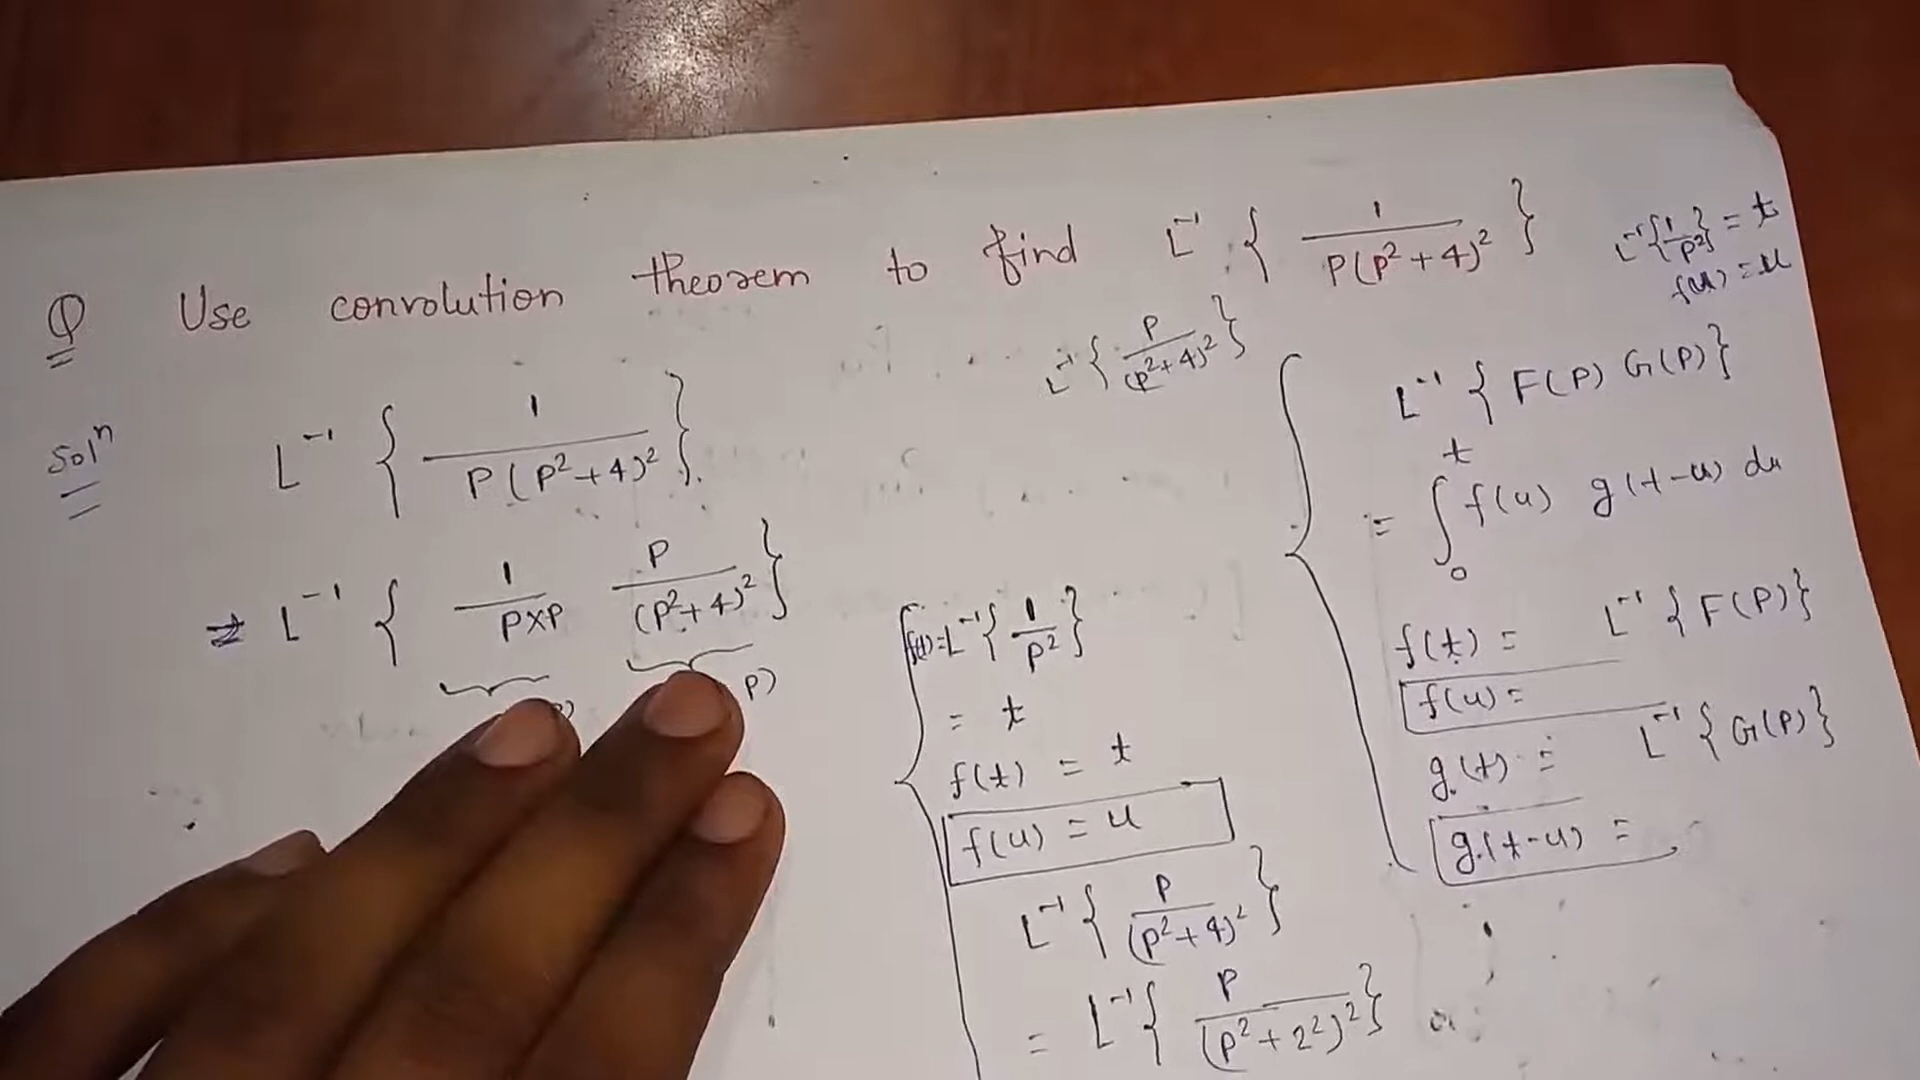 Q Use convolution theorem to find L⁻¹ { 1 / P(P²+4)² }
L⁻¹{1/P²} = t
f(u) = u
L⁻¹ { P / (P²+4)² }
Solⁿ L⁻¹ { 1 / P(P²+4)² }
= L⁻¹ { 1 / P×P  P / (P²+4)² }
P)
f(t)=L⁻¹{ 1 / P² }
= t
f(t) = t
f(u) = u
L⁻¹ { P / (P²+4)² }
= L⁻¹ { P / (P²+2²)² }
L⁻¹ { F(P) G(P) }
= ∫₀ᵗ f(u) g(t-u) du
f(t) = L⁻¹ { F(P) }
f(u) =
g(t) = L⁻¹ { G(P) }
g(t-u) =